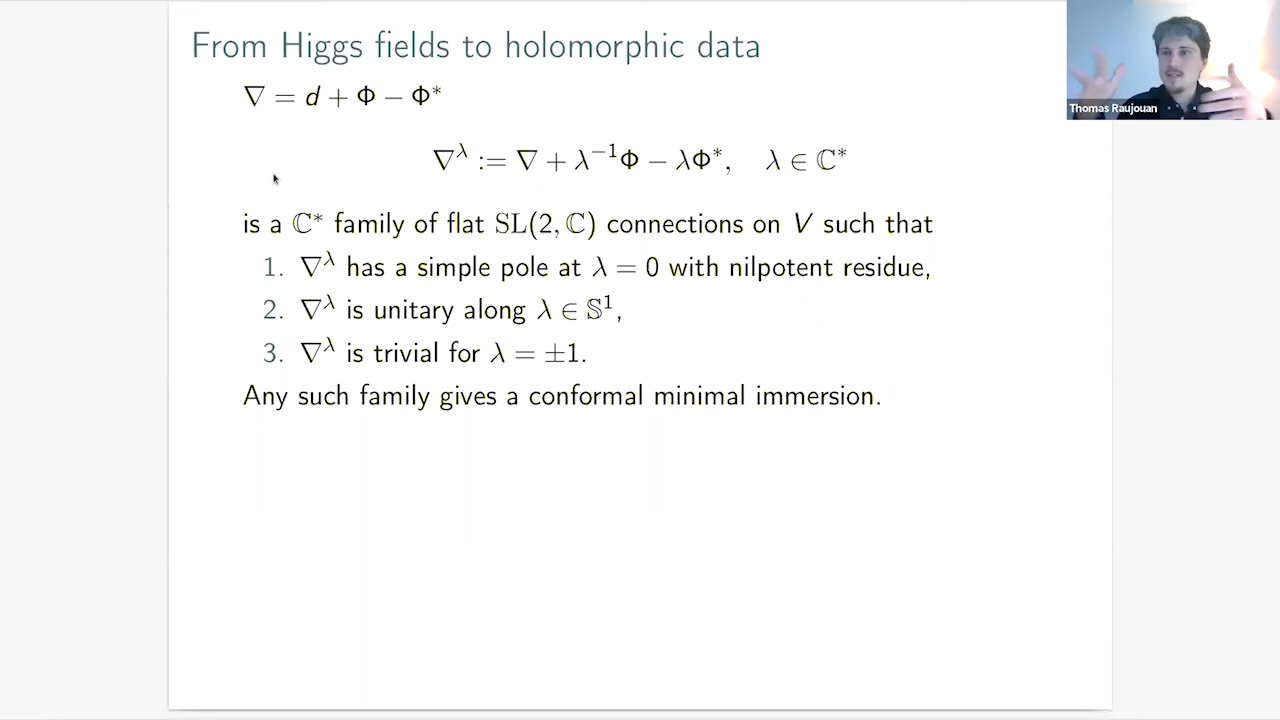 From Higgs fields to holomorphic data
∇ = d + Φ − Φ*
∇^λ := ∇ + λ^{−1}Φ − λΦ*, λ ∈ ℂ*
is a ℂ* family of flat SL(2, ℂ) connections on V such that
1. ∇^λ has a simple pole at λ = 0 with nilpotent residue,
2. ∇^λ is unitary along λ ∈ 𝕊^1,
3. ∇^λ is trivial for λ = ±1.
Any such family gives a conformal minimal immersion.
Thomas Raujouan